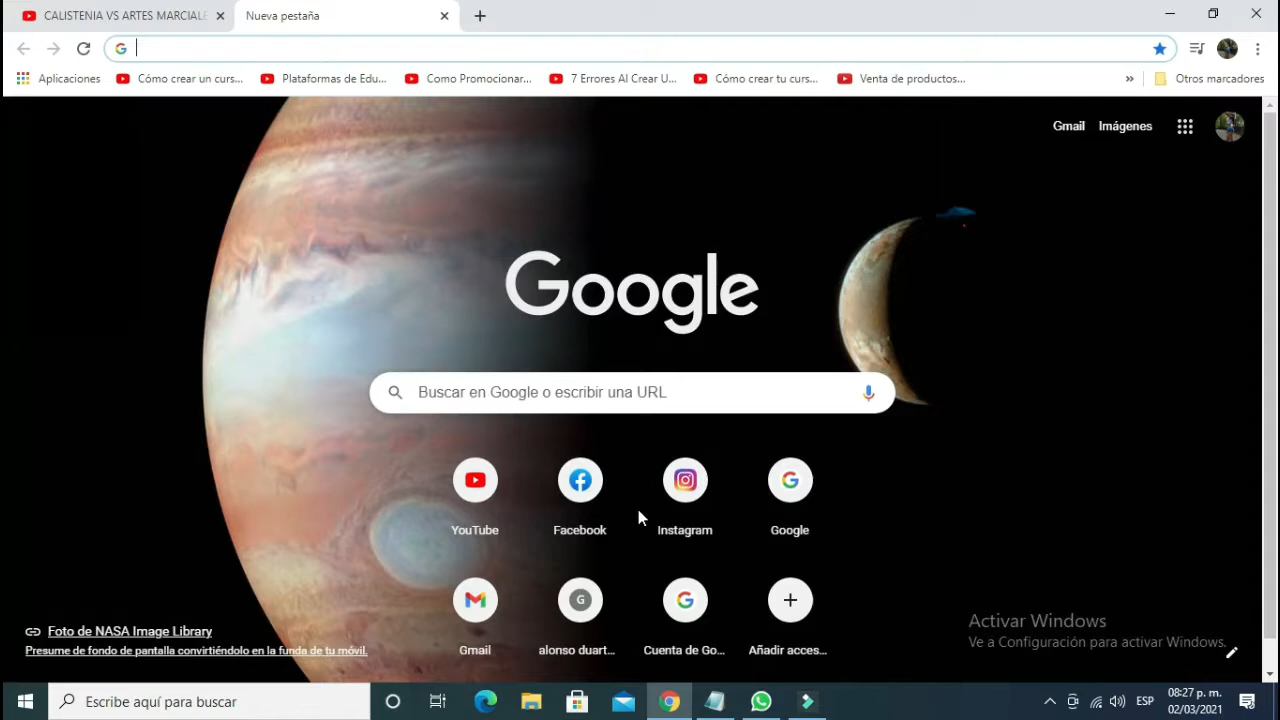 CALISTENIA VS ARTES MARCIALE
Nueva pestaña
Aplicaciones
Cómo crear un curs...
Plataformas de Edu...
Como Promocionar...
7 Errores Al Crear U...
Cómo crear tu curs...
Venta de productos...
»
Otros marcadores
Gmail
Imágenes
Google
Buscar en Google o escribir una URL
YouTube
Facebook
Instagram
Google
Gmail
G
alonso duart...
Cuenta de Go...
Añadir acces...
Foto de NASA Image Library
Presume de fondo de pantalla convirtiéndolo en la funda de tu móvil.
Activar Windows
Ve a Configuración para activar Windows.
Escribe aquí para buscar
ESP
08:27 p. m.
02/03/2021